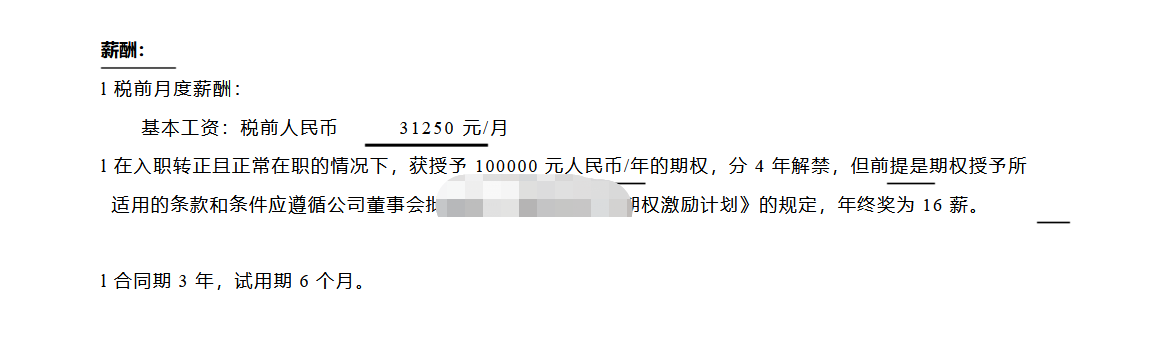 薪酬：
l 税前月度薪酬：
基本工资：税前人民币 31250 元/月
l 在入职转正且正常在职的情况下，获授予 100000 元人民币/年的期权，分 4 年解禁，但前提是期权授予所
适用的条款和条件应遵循公司董事会批 期权激励计划》的规定，年终奖为 16 薪。
l 合同期 3 年，试用期 6 个月。